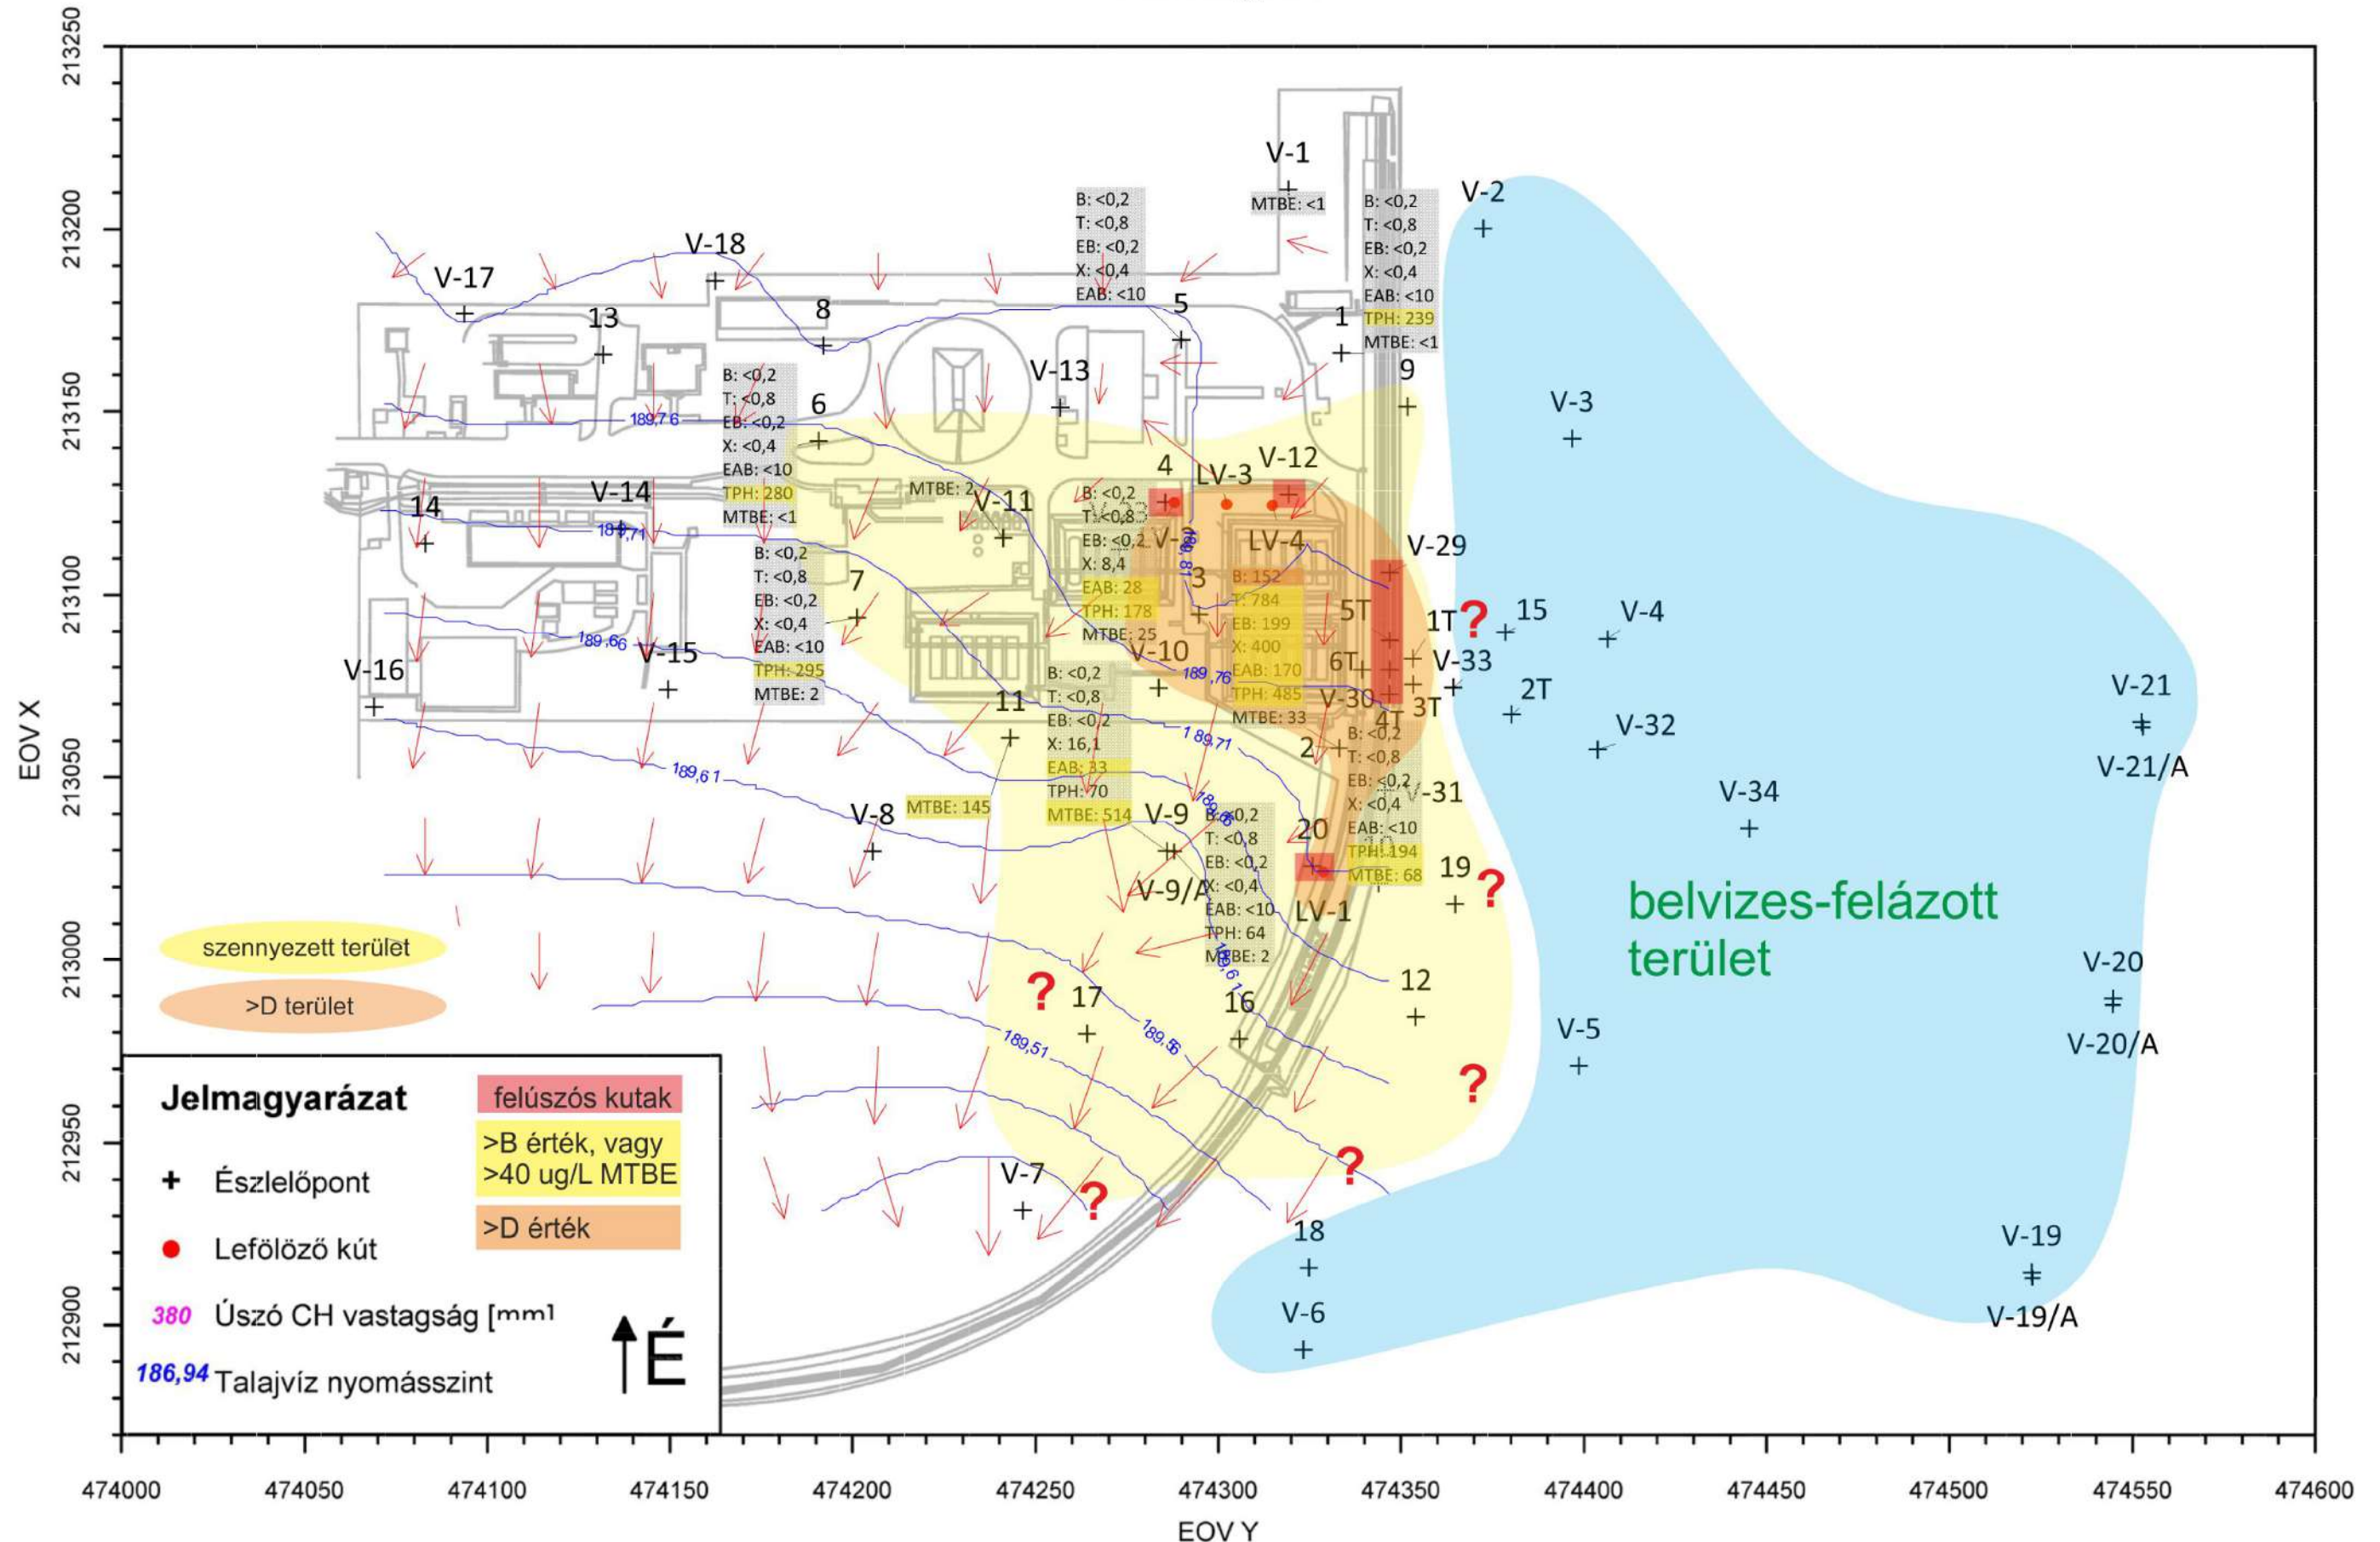 213250
213200
213150
213100
213050
213000
212950
212900
EOV X
V-1
MTBE: <1
B: <0,2
T: <0,8
EB: <0,2
X: <0,4
EAB: <10
5
B: <0,2
T: <0,8
EB: <0,2
X: <0,4
EAB: <10
TPH: 239
MTBE: <1
1
9
V-2
V-18
V-17
13
8
V-13
V-3
B: <0,2
T: <0,8
EB: <0,2
X: <0,4
EAB: <10
TPH: 280
MTBE: <1
6
189,76
4
LV-3
V-12
MTBE: 2
V-11
V-14
14
189,71
B: <0,2
T: <0,8
EB: <0,2
X: 8,4
EAB: 28
TPH: 178
MTBE: 25
LV-4
189,81
V-29
B: <0,2
T: <0,8
EB: <0,2
X: <0,4
EAB: <10
TPH: 295
MTBE: 2
7
3
B: 152
T: 784
EB: 199
X: 400
EAB: 170
TPH: 485
MTBE: 33
5T
1T
?
15
V-4
189,66
V-15
V-16
V-10
189,76
6T
V-33
V-30
3T
4T
2T
V-32
V-21
V-21/A
11
B: <0,2
T: <0,8
EB: <0,2
X: 16,1
EAB: 33
TPH: 70
MTBE: 514
189,71
2
B: <0,2
T: <0,8
EB: <0,2
X: <0,4
EAB: <10
TPH: 194
MTBE: 68
V-31
V-34
189,61
V-8
MTBE: 145
V-9
V-9/A
B: <0,2
T: <0,8
EB: <0,2
X: <0,4
EAB: <10
TPH: 64
MTBE: 2
20
LV-1
19
?
belvizes-felázott
terület
189,61
szennyezett terület
>D terület
?
17
16
12
V-20
V-20/A
V-5
189,51
189,56
?
?
V-7
?
18
V-6
V-19
V-19/A
Jelmagyarázat
felúszós kutak
>B érték, vagy
>40 ug/L MTBE
Észlelőpont
>D érték
Lefölöző kút
380 Úszó CH vastagság [mm]
186,94 Talajvíz nyomásszint
É
474000 474050 474100 474150 474200 474250 474300 474350 474400 474450 474500 474550 474600
EOV Y